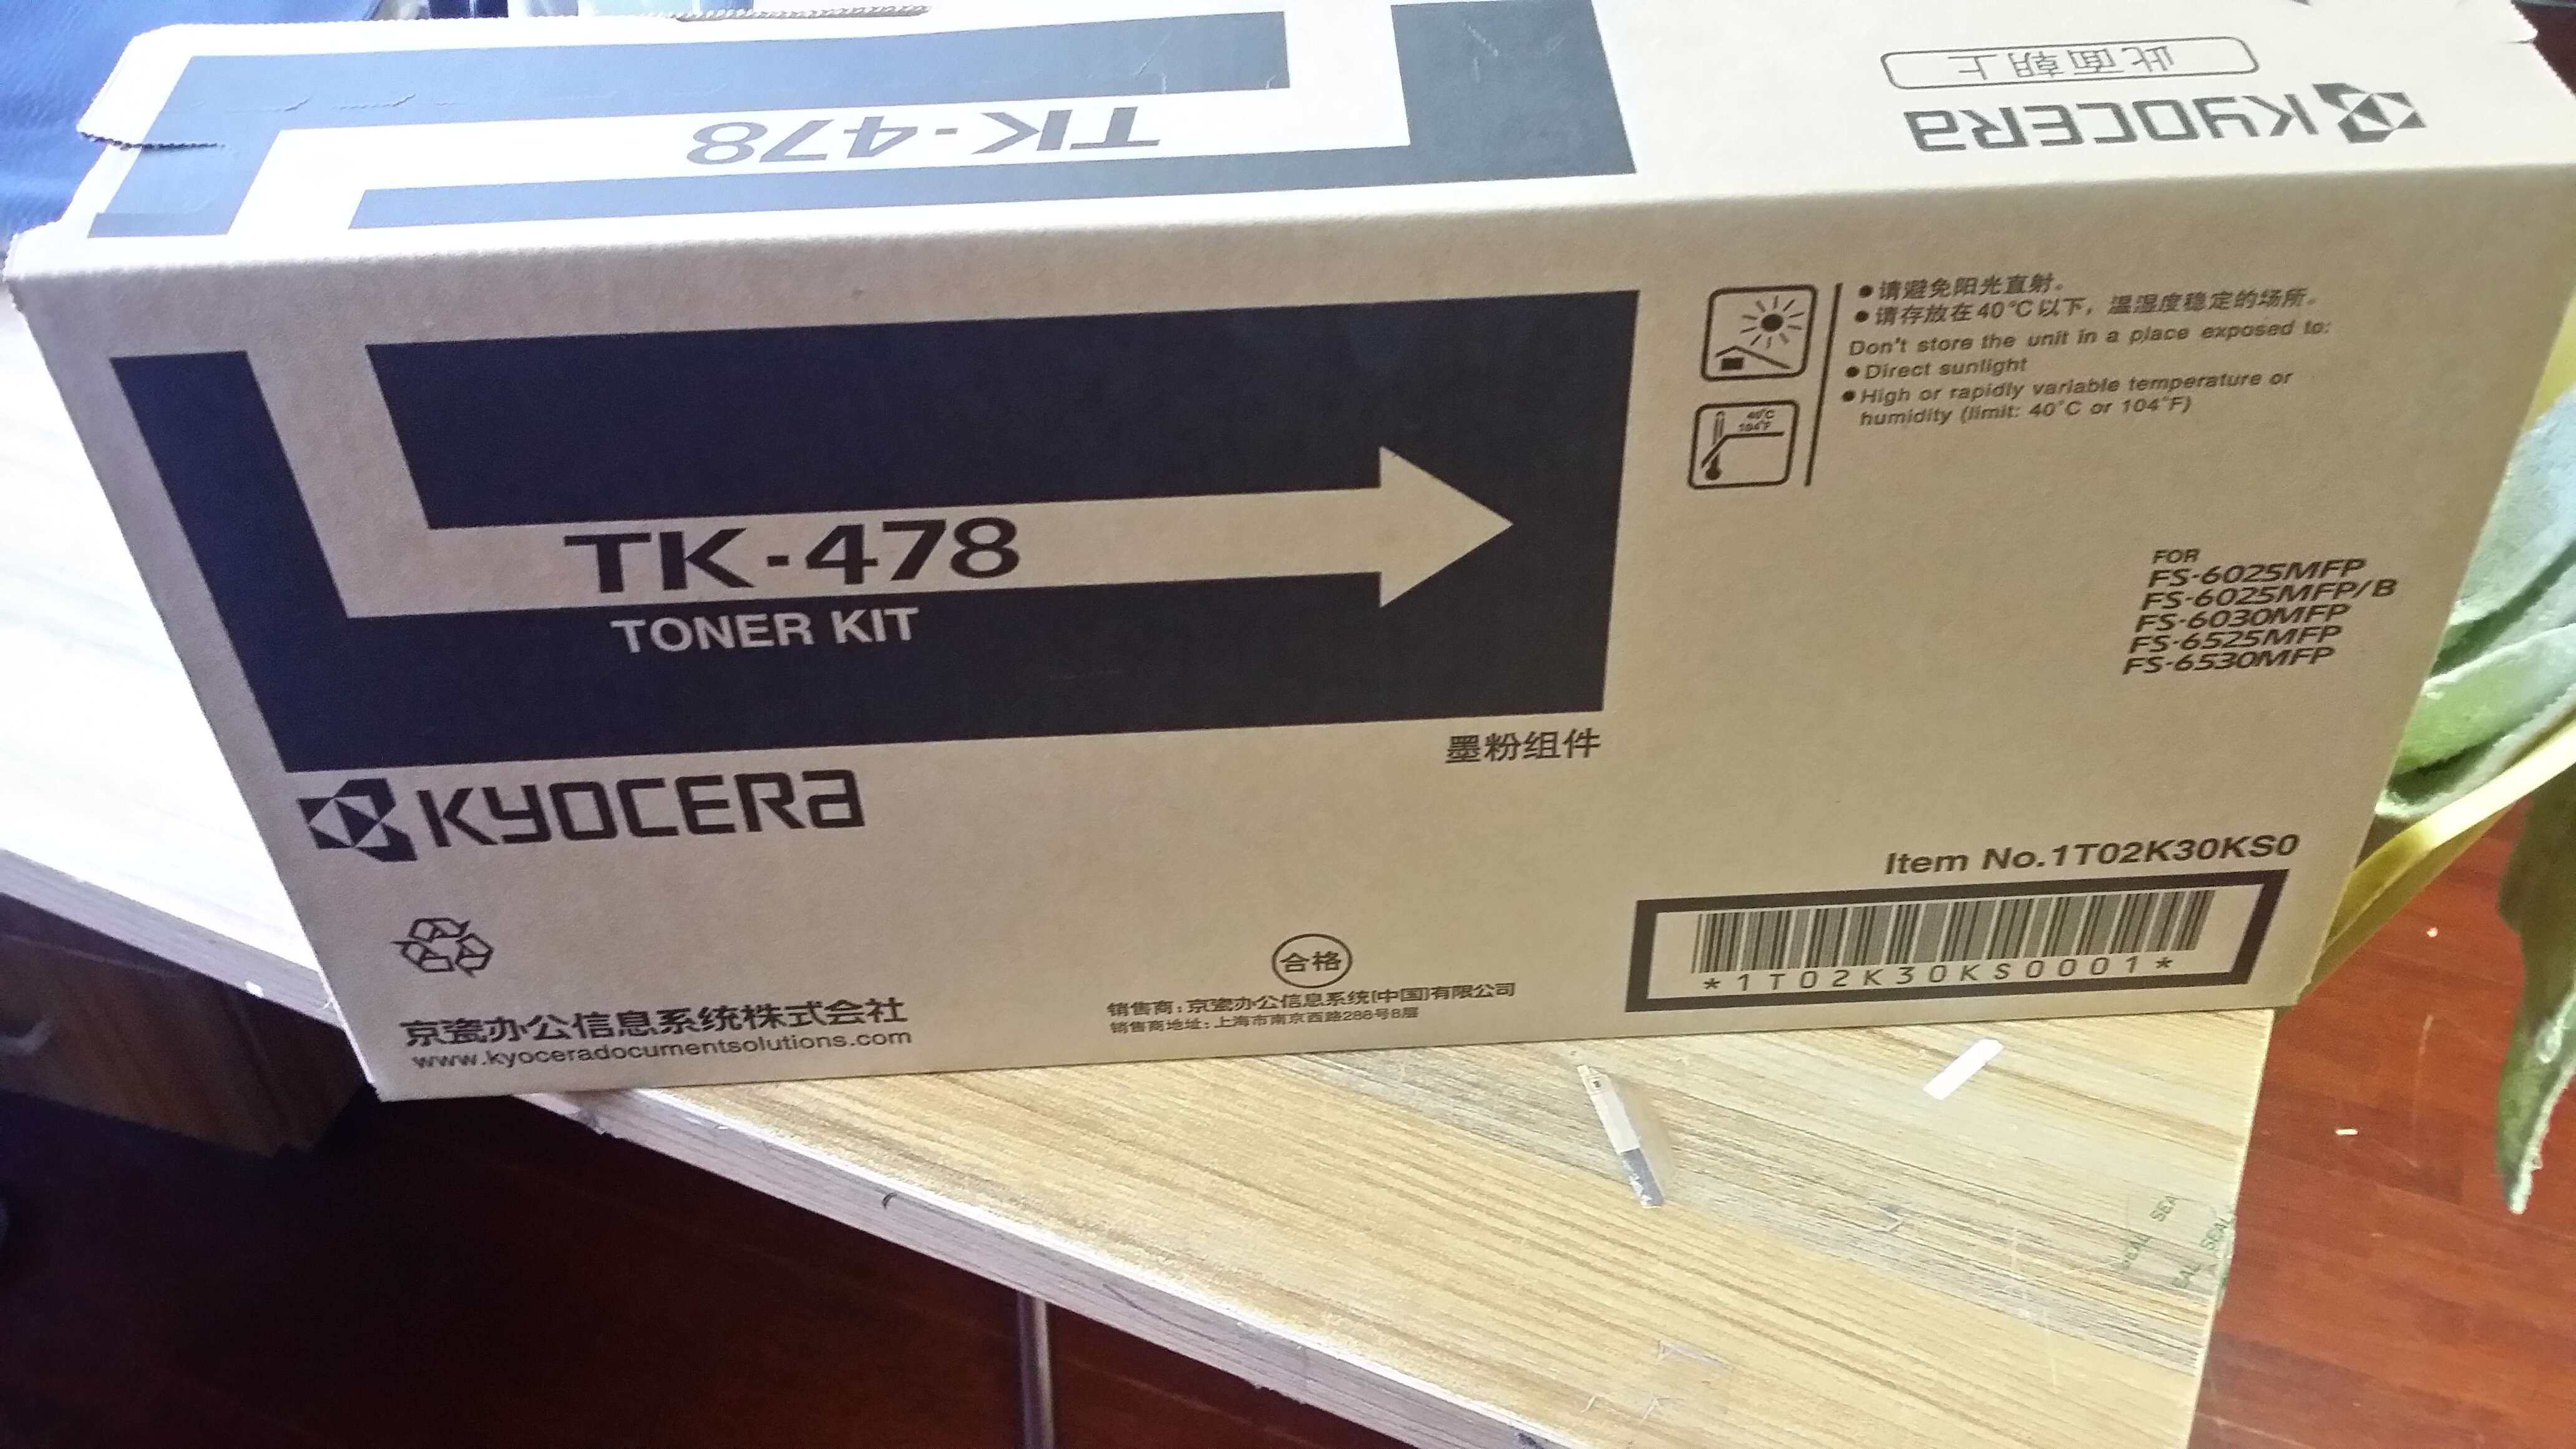 此面朝上
KYOCERA
TK-478
请避免阳光直射。
请存放在40°C以下，温湿度稳定的场所。
Don't store the unit in a place exposed to:
Direct sunlight
High or rapidly variable temperature or
humidity (limit: 40°C or 104°F)
40°C
104°F
TK-478
TONER KIT
墨粉组件
FOR
FS-6025MFP
FS-6025MFP/B
FS-6030MFP
FS-6525MFP
FS-6530MFP
KYOCERA
Item No.1T02K30KS0
*1T02K30KS0001*
合格
销售商：京瓷办公信息系统(中国)有限公司
销售商地址：上海市南京西路288号8层
京瓷办公信息系统株式会社
www.kyoceradocumentsolutions.com
SEAL SEA
EAL SEAL